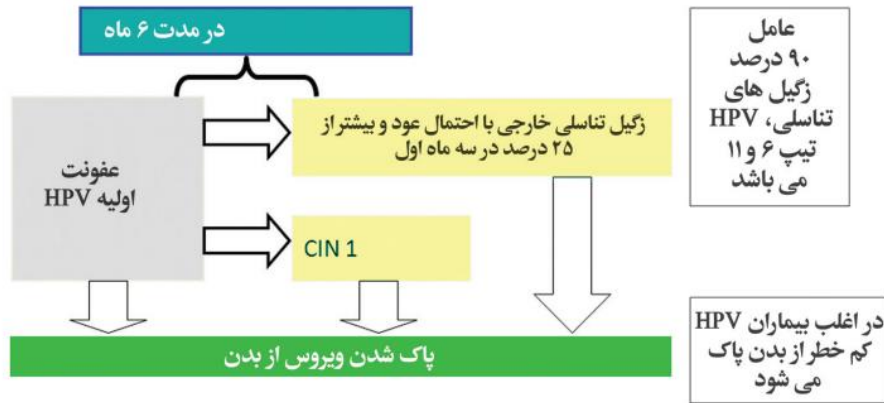 در مدت ۶ ماه
عفونت
اولیه HPV
زگیل تناسلی خارجی با احتمال عود و بیشتر از
۲۵ درصد در سه ماه اول
CIN 1
پاک شدن ویروس از بدن
عامل
۹۰ درصد
زگیل های
تناسلی، HPV
تیپ ۶ و ۱۱
می باشد
در اغلب بیماران HPV
کم خطر از بدن پاک
می شود